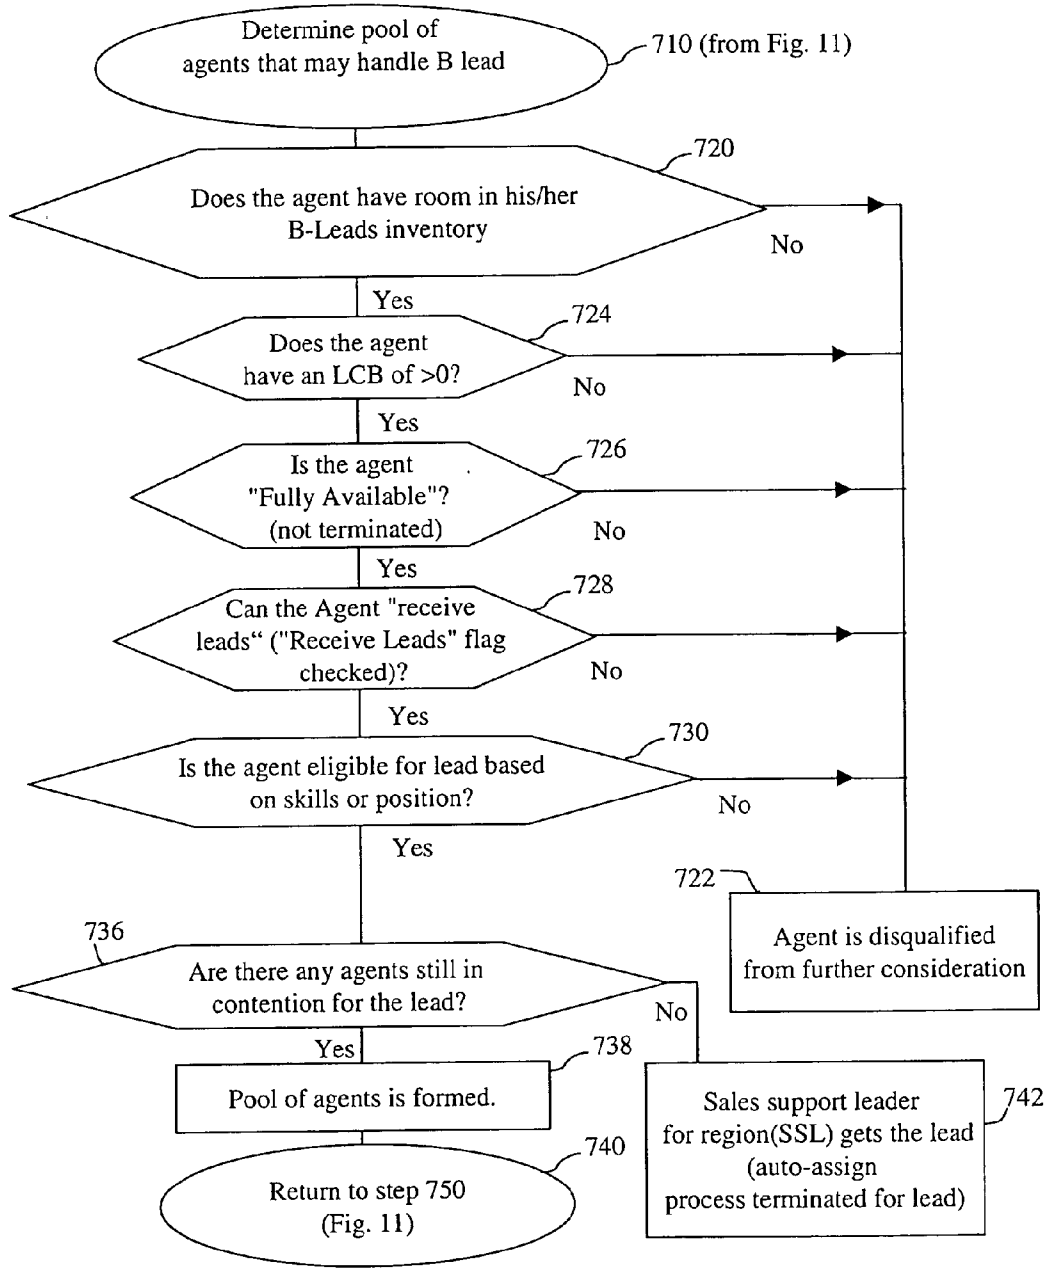 Determine pool of
agents that may handle B lead
710 (from Fig. 11)
720
Does the agent have room in his/her
B-Leads inventory
No
Yes
724
Does the agent
have an LCB of >0?
No
Yes
726
Is the agent
"Fully Available"?
(not terminated)
No
Yes
728
Can the Agent "receive
leads“ ("Receive Leads" flag
checked)?
No
Yes
730
Is the agent eligible for lead based
on skills or position?
No
Yes
722
Agent is disqualified
from further consideration
736
Are there any agents still in
contention for the lead?
No
Yes
738
Pool of agents is formed.
742
Sales support leader
for region(SSL) gets the lead
(auto-assign
process terminated for lead)
740
Return to step 750
(Fig. 11)